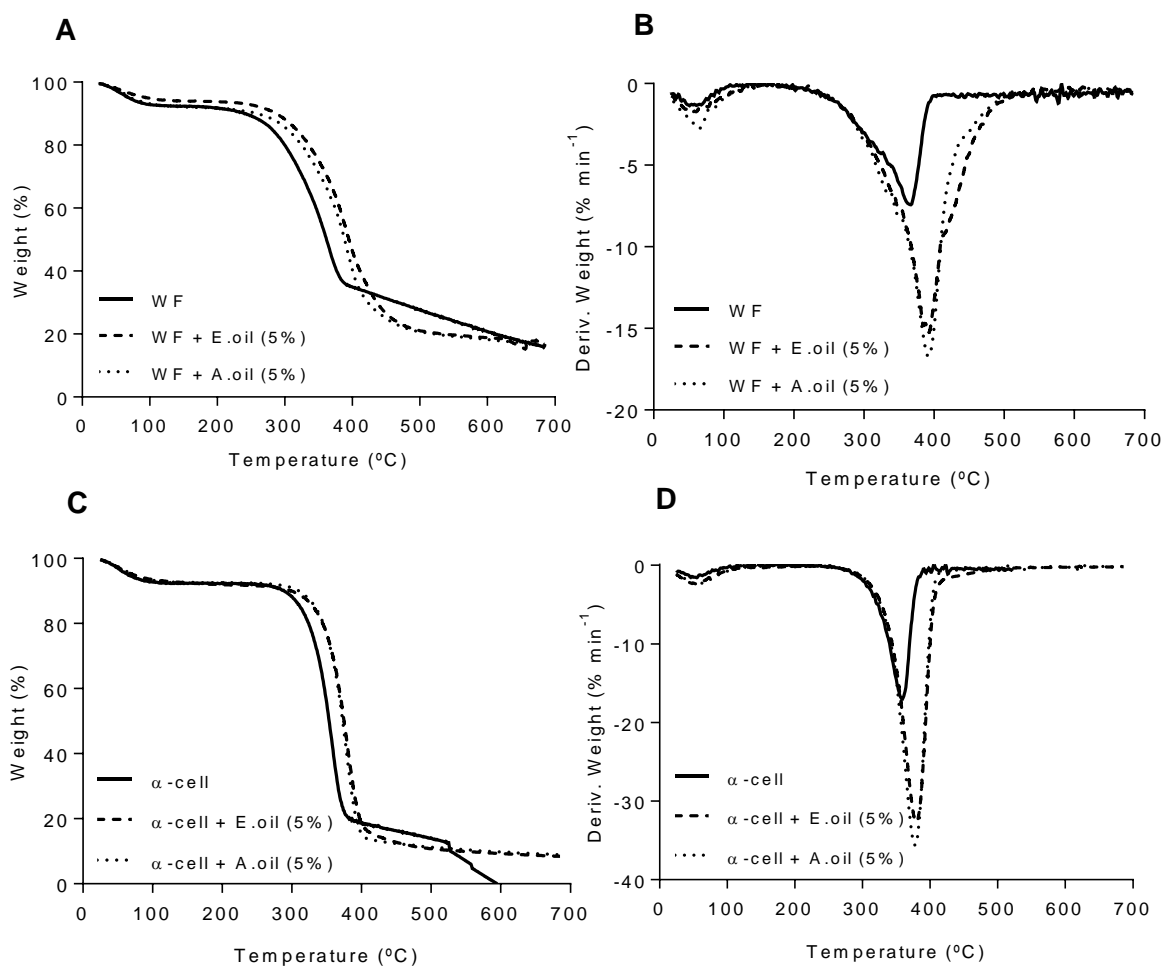 A
100
80
60
40
20
0
Weight (%)
WF
WF + E.oil (5%)
WF + A.oil (5%)
0 100 200 300 400 500 600 700
Temperature (ºC)
B
0
-5
-10
-15
-20
Deriv. Weight (% min-1)
WF
WF + E.oil (5%)
WF + A.oil (5%)
0 100 200 300 400 500 600 700
Temperature (ºC)
C
100
80
60
40
20
0
Weight (%)
α-cell
α-cell + E.oil (5%)
α-cell + A.oil (5%)
0 100 200 300 400 500 600 700
Temperature (ºC)
D
0
-10
-20
-30
-40
Deriv. Weight (% min-1)
α-cell
α-cell + E.oil (5%)
α-cell + A.oil (5%)
0 100 200 300 400 500 600 700
Temperature (ºC)